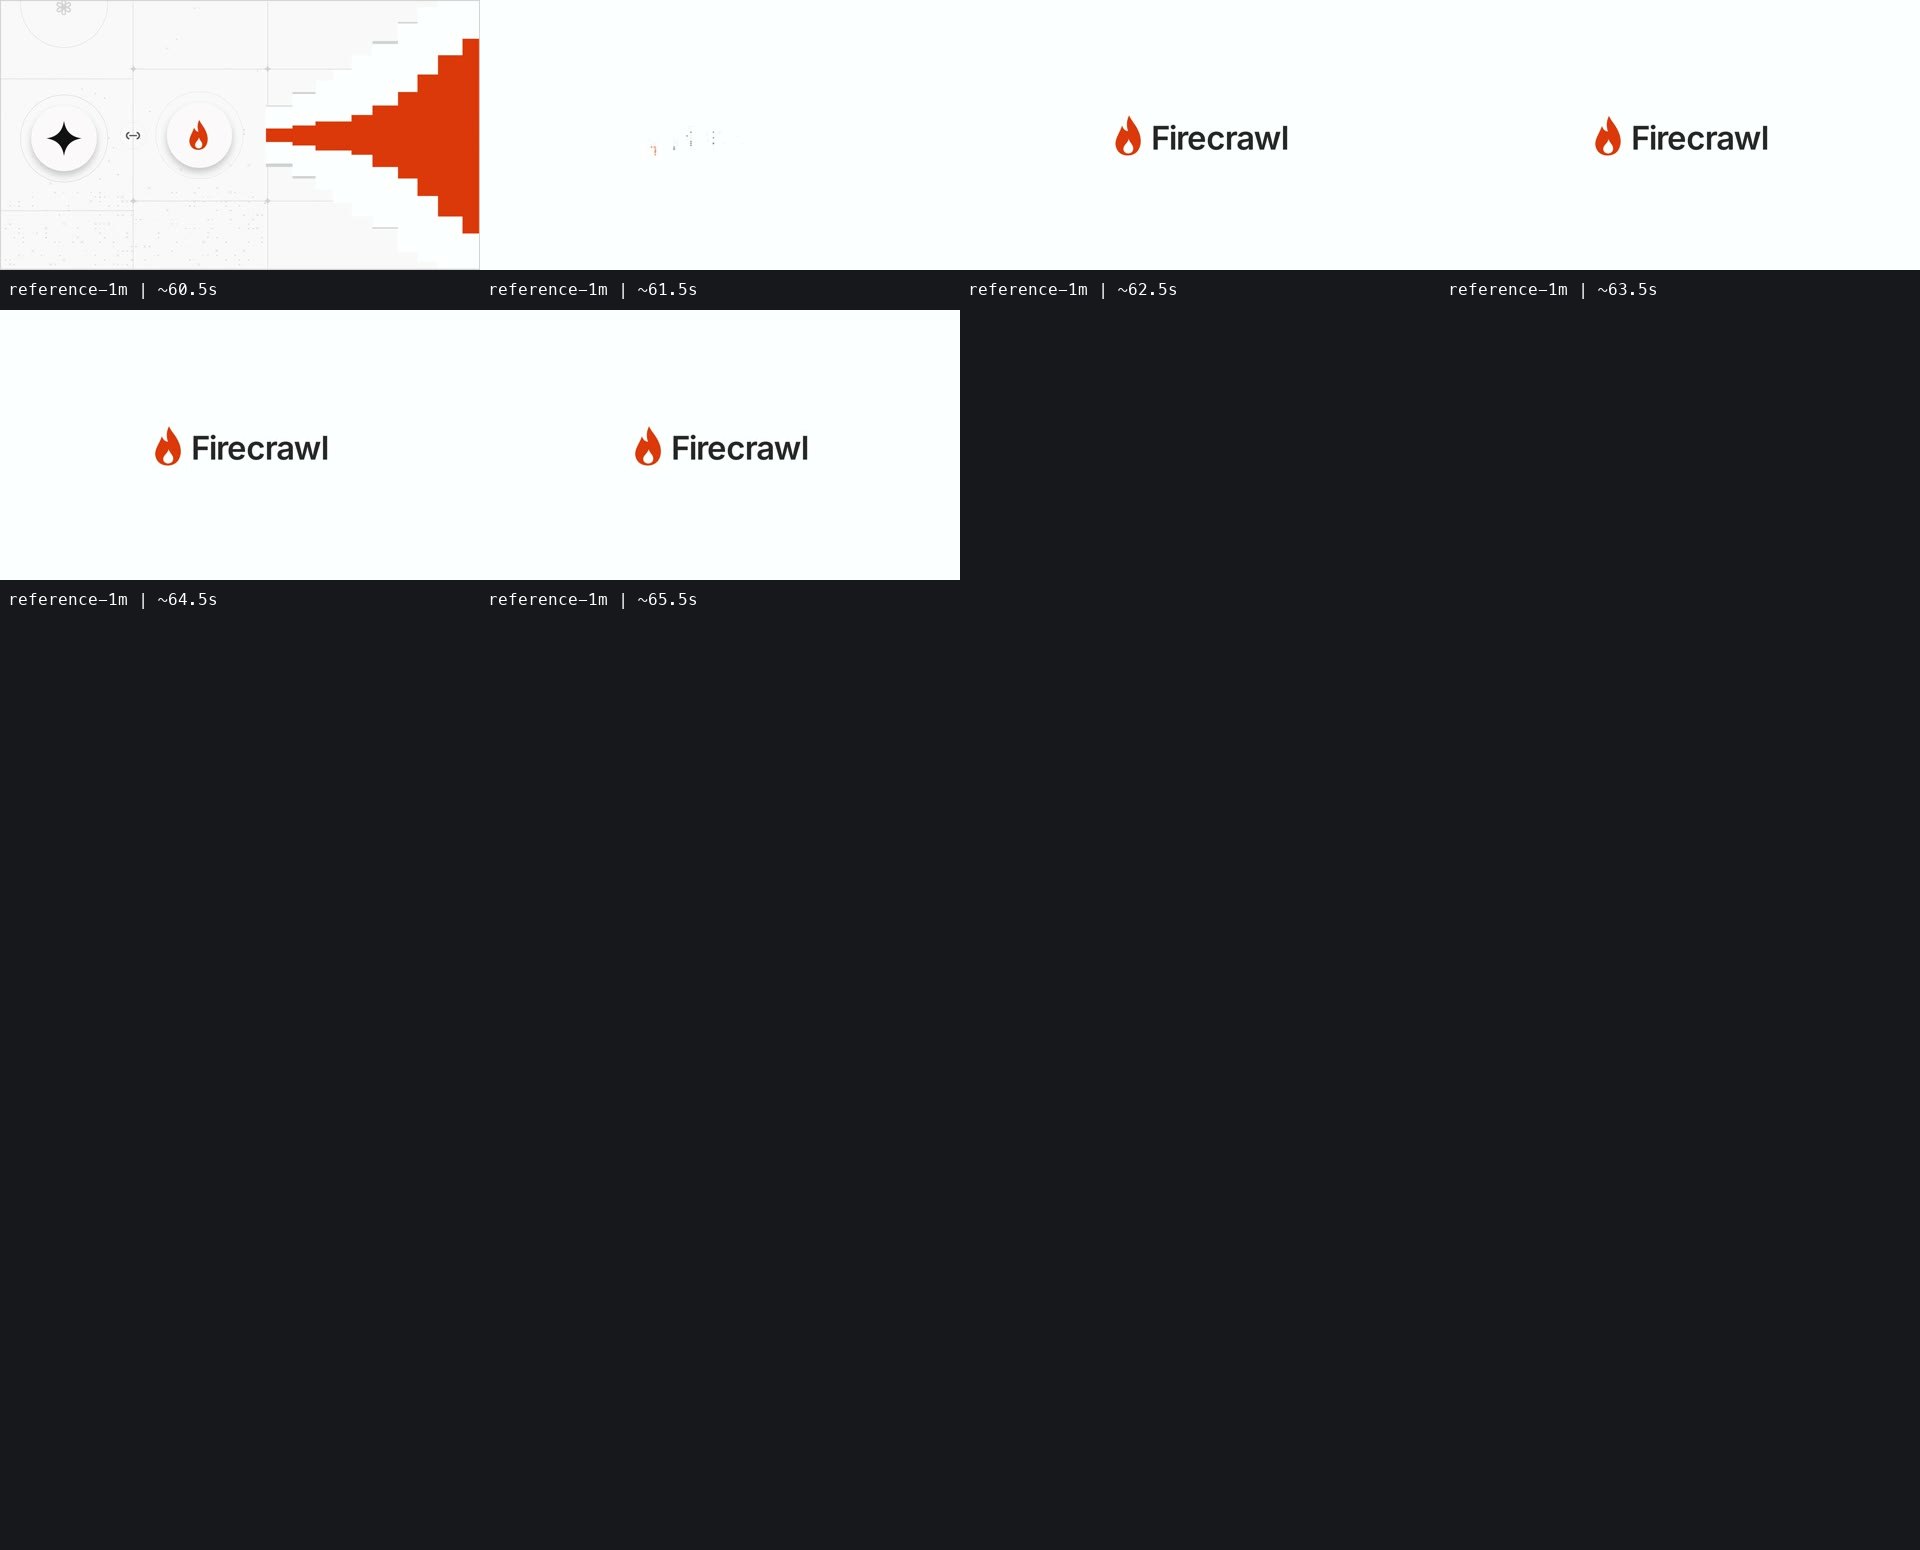 reference-1m | ~60.5s
reference-1m | ~61.5s
Firecrawl
reference-1m | ~62.5s
Firecrawl
reference-1m | ~63.5s
Firecrawl
reference-1m | ~64.5s
Firecrawl
reference-1m | ~65.5s